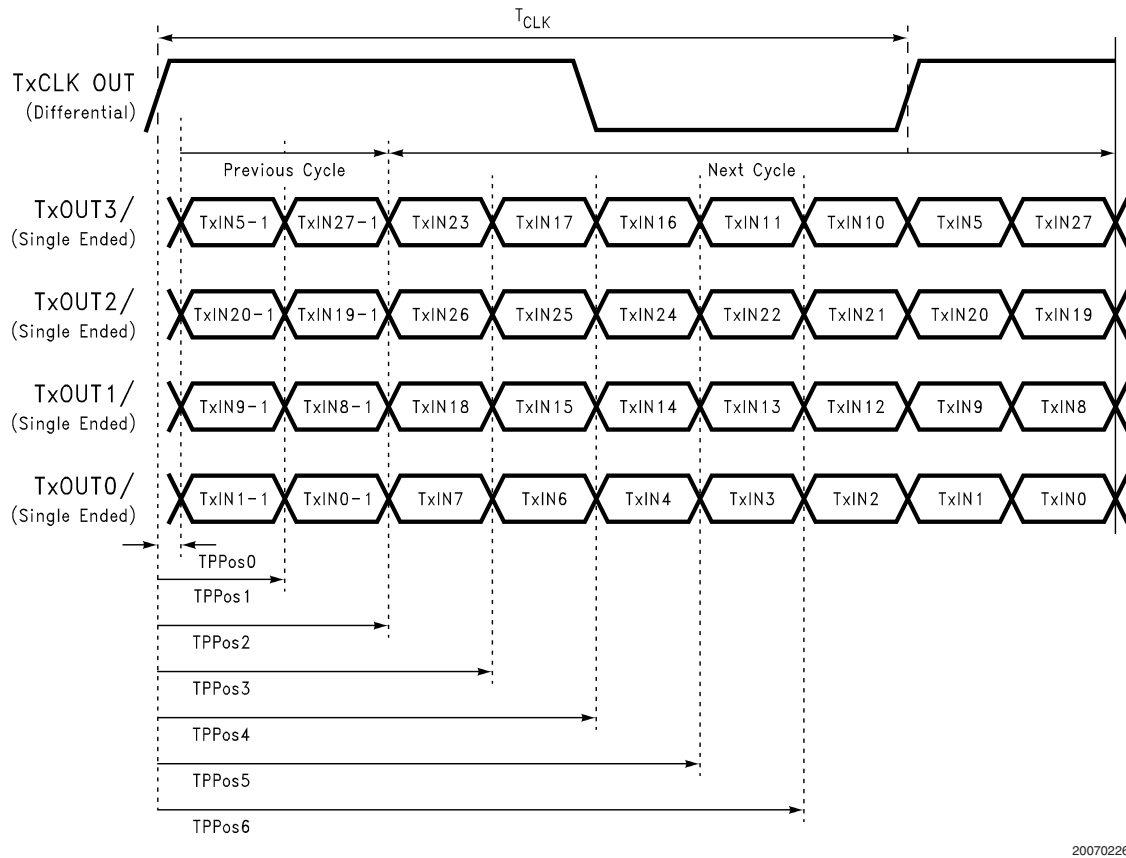 TCLK
TxCLK OUT
(Differential)
Previous Cycle Next Cycle
TxOUT3/
(Single Ended)
TxIN5-1 TxIN27-1 TxIN23 TxIN17 TxIN16 TxIN11 TxIN10 TxIN5 TxIN27
TxOUT2/
(Single Ended)
TxIN20-1 TxIN19-1 TxIN26 TxIN25 TxIN24 TxIN22 TxIN21 TxIN20 TxIN19
TxOUT1/
(Single Ended)
TxIN9-1 TxIN8-1 TxIN18 TxIN15 TxIN14 TxIN13 TxIN12 TxIN9 TxIN8
TxOUT0/
(Single Ended)
TxIN1-1 TxIN0-1 TxIN7 TxIN6 TxIN4 TxIN3 TxIN2 TxIN1 TxIN0
TPPos0
TPPos1
TPPos2
TPPos3
TPPos4
TPPos5
TPPos6
20070226